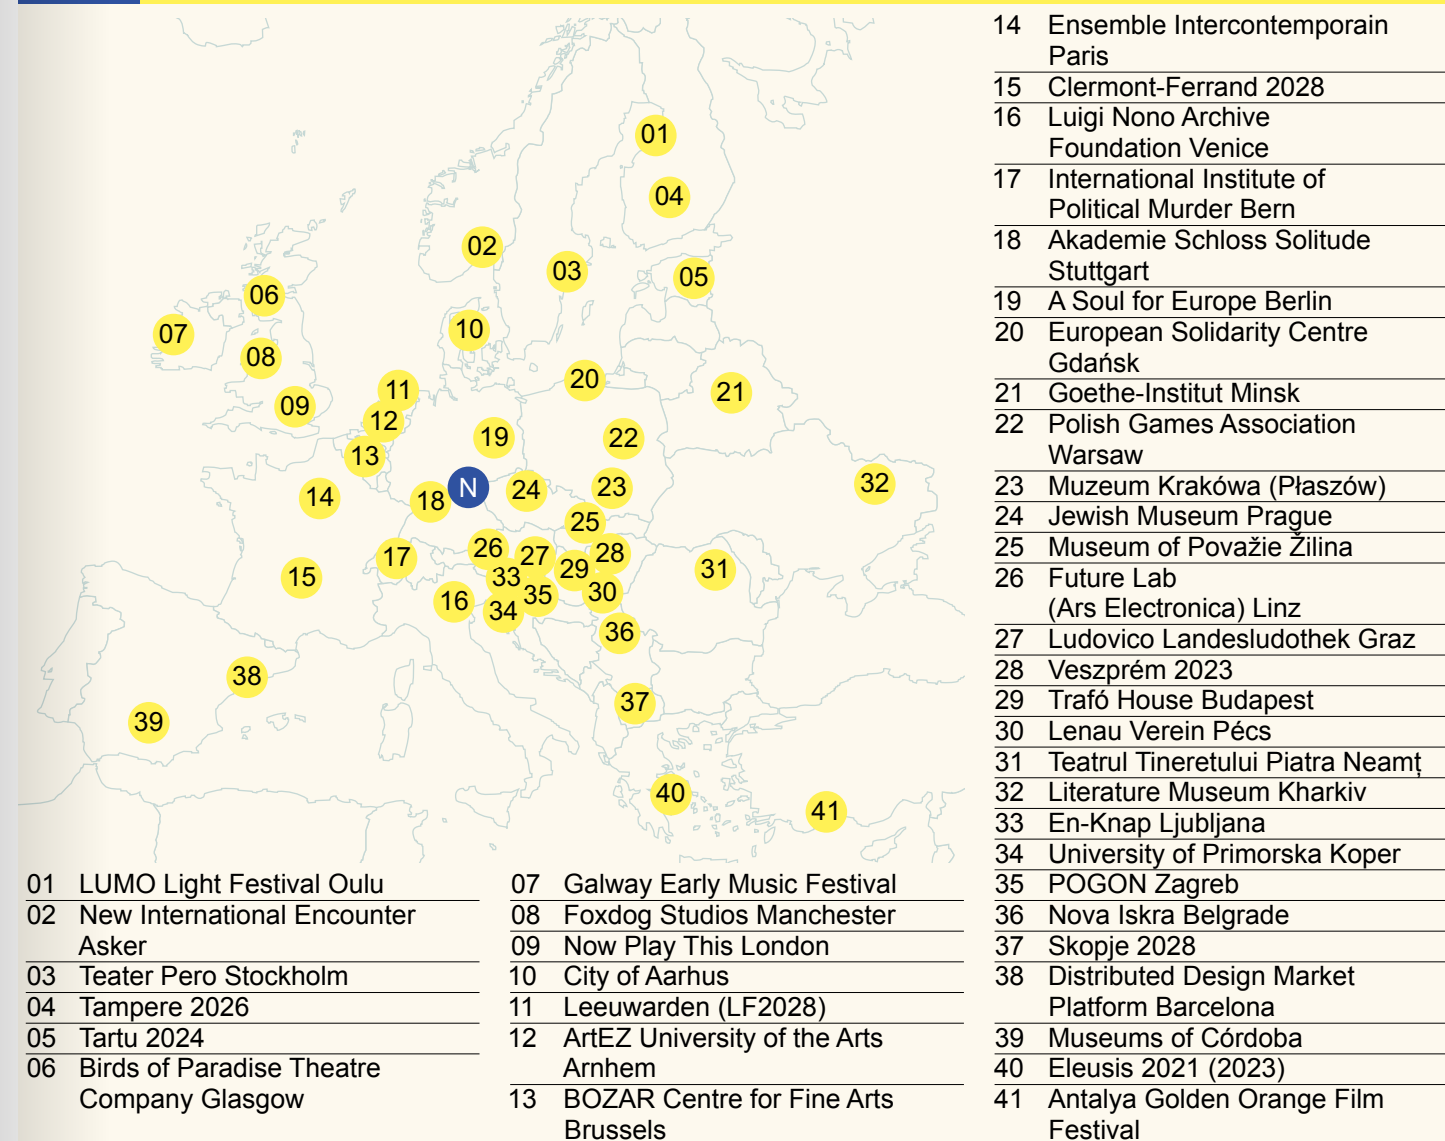 01
04
02
03
05
06
07
10
08
11
20
21
09
12
19
22
13
32
14
18
N
24
23
25
26
27
28
17
29
31
15
33
30
16
35
34
36
38
37
39
40
41
01 LUMO Light Festival Oulu
02 New International Encounter
Asker
03 Teater Pero Stockholm
04 Tampere 2026
05 Tartu 2024
06 Birds of Paradise Theatre
Company Glasgow
07 Galway Early Music Festival
08 Foxdog Studios Manchester
09 Now Play This London
10 City of Aarhus
11 Leeuwarden (LF2028)
12 ArtEZ University of the Arts
Arnhem
13 BOZAR Centre for Fine Arts
Brussels
14 Ensemble Intercontemporain
Paris
15 Clermont-Ferrand 2028
16 Luigi Nono Archive
Foundation Venice
17 International Institute of
Political Murder Bern
18 Akademie Schloss Solitude
Stuttgart
19 A Soul for Europe Berlin
20 European Solidarity Centre
Gdańsk
21 Goethe-Institut Minsk
22 Polish Games Association
Warsaw
23 Muzeum Krakówa (Płaszów)
24 Jewish Museum Prague
25 Museum of Považie Žilina
26 Future Lab
(Ars Electronica) Linz
27 Ludovico Landesludothek Graz
28 Veszprém 2023
29 Trafó House Budapest
30 Lenau Verein Pécs
31 Teatrul Tineretului Piatra Neamț
32 Literature Museum Kharkiv
33 En-Knap Ljubljana
34 University of Primorska Koper
35 POGON Zagreb
36 Nova Iskra Belgrade
37 Skopje 2028
38 Distributed Design Market
Platform Barcelona
39 Museums of Córdoba
40 Eleusis 2021 (2023)
41 Antalya Golden Orange Film
Festival